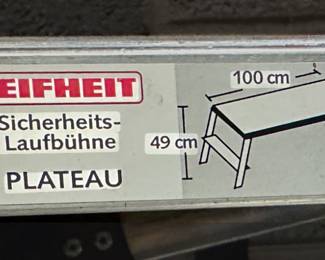 EIFHEIT
Sicherheits-
Laufbühne
PLATEAU
100 cm
49 cm